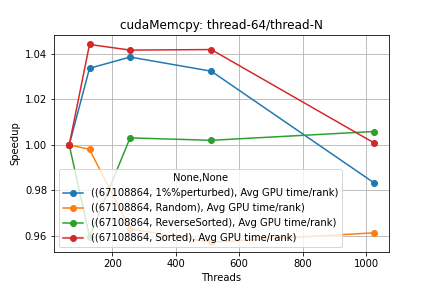 cudaMemcpy: thread-64/thread-N
1.04
1.02
1.00
0.98
0.96
Speedup
None,None
((67108864, 1%%perturbed), Avg GPU time/rank)
((67108864, Random), Avg GPU time/rank)
((67108864, ReverseSorted), Avg GPU time/rank)
((67108864, Sorted), Avg GPU time/rank)
200 400 600 800 1000
Threads